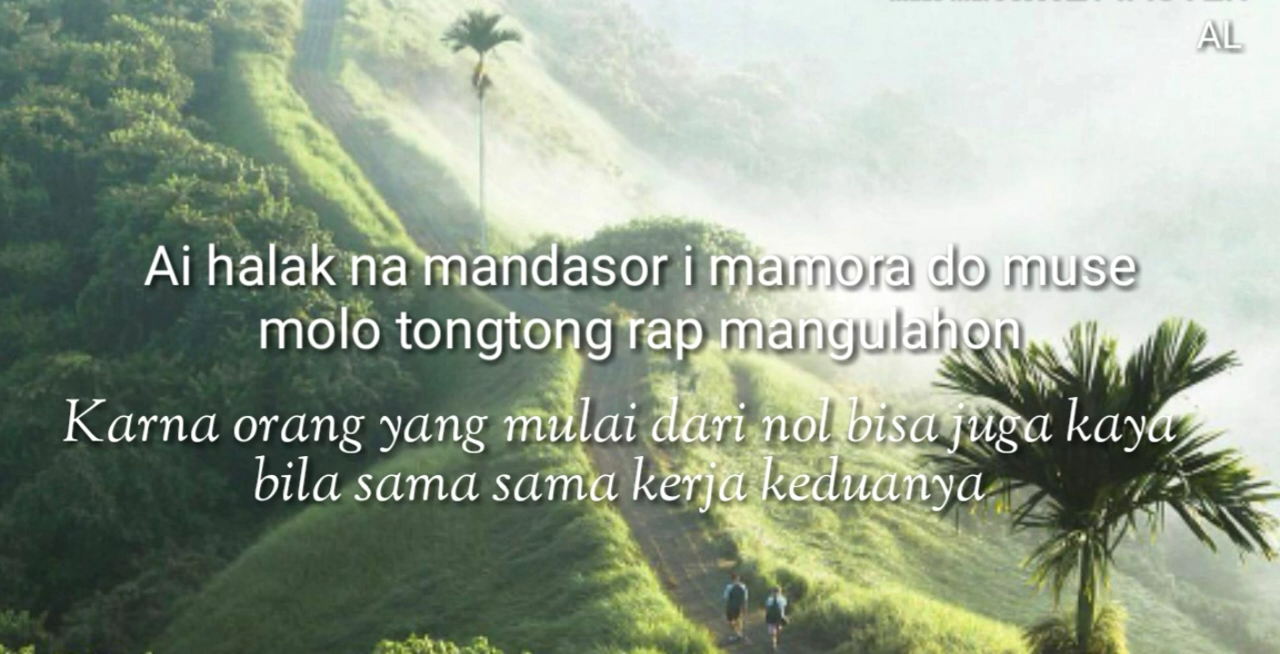 AL
Ai halak na mandasor i mamora do muse
molo tongtong rap mangulahon
Karna orang yang mulai dari nol bisa juga kaya
bila sama sama kerja keduanya